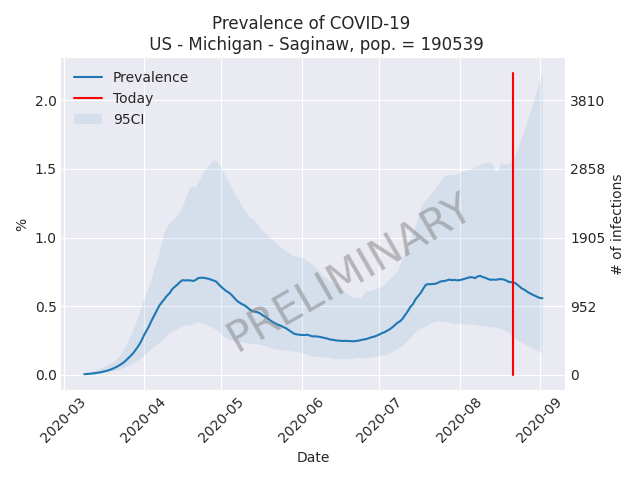 Prevalence of COVID-19
US - Michigan - Saginaw, pop. = 190539
Prevalence
Today
95CI
PRELIMINARY
%
2.0
1.5
1.0
0.5
0.0
3810
2858
1905
952
0
# of infections
2020-03
2020-04
2020-05
2020-06
2020-07
2020-08
2020-09
Date